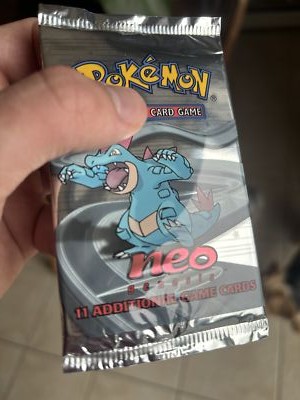 POKéMON
CARD GAME
neo
11 ADDITIONAL GAME CARDS